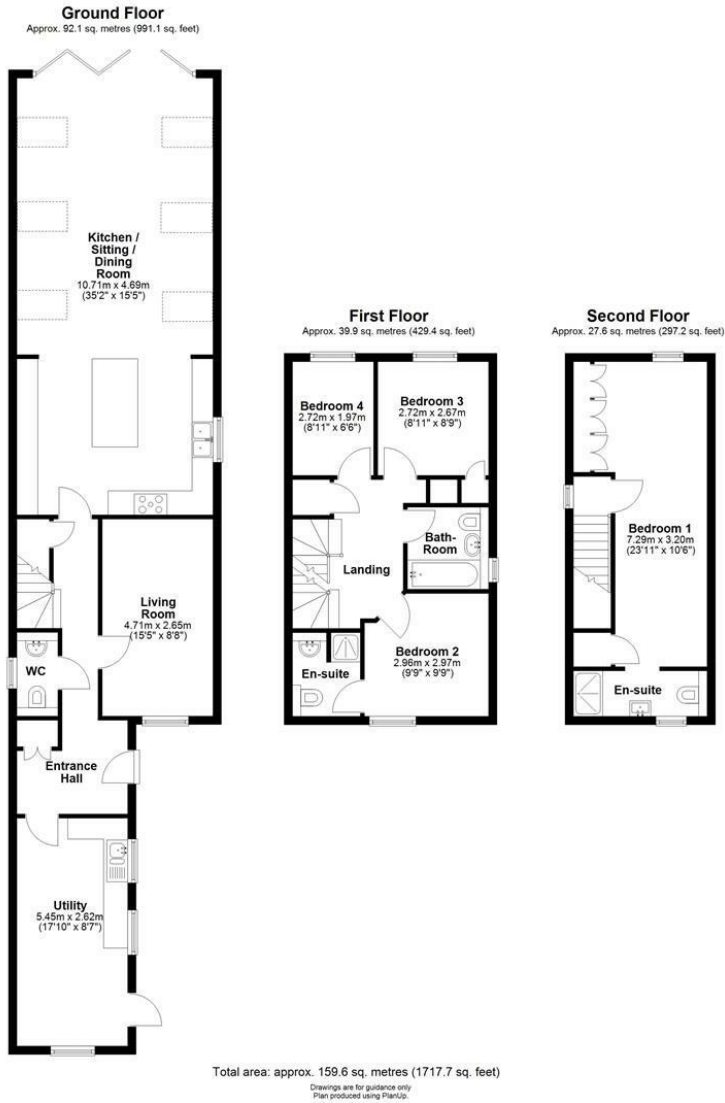 Ground Floor
Approx. 92.1 sq. metres (991.1 sq. feet)
Kitchen /
Sitting /
Dining
Room
10.71m x 4.69m
(35'2" x 15'5")
Living
Room
4.71m x 2.65m
(15'5" x 8'8")
WC
Entrance
Hall
Utility
5.45m x 2.62m
(17'10" x 8'7")
First Floor
Approx. 39.9 sq. metres (429.4 sq. feet)
Bedroom 4
2.72m x 1.97m
(8'11" x 6'6")
Bedroom 3
2.72m x 2.67m
(8'11" x 8'9")
Bath-
Room
Landing
Bedroom 2
2.96m x 2.97m
(9'9" x 9'9")
En-suite
Second Floor
Approx. 27.6 sq. metres (297.2 sq. feet)
Bedroom 1
7.29m x 3.20m
(23'11" x 10'6")
En-suite
Total area: approx. 159.6 sq. metres (1717.7 sq. feet)
Drawings are for guidance only
Plan produced using PlanUp.